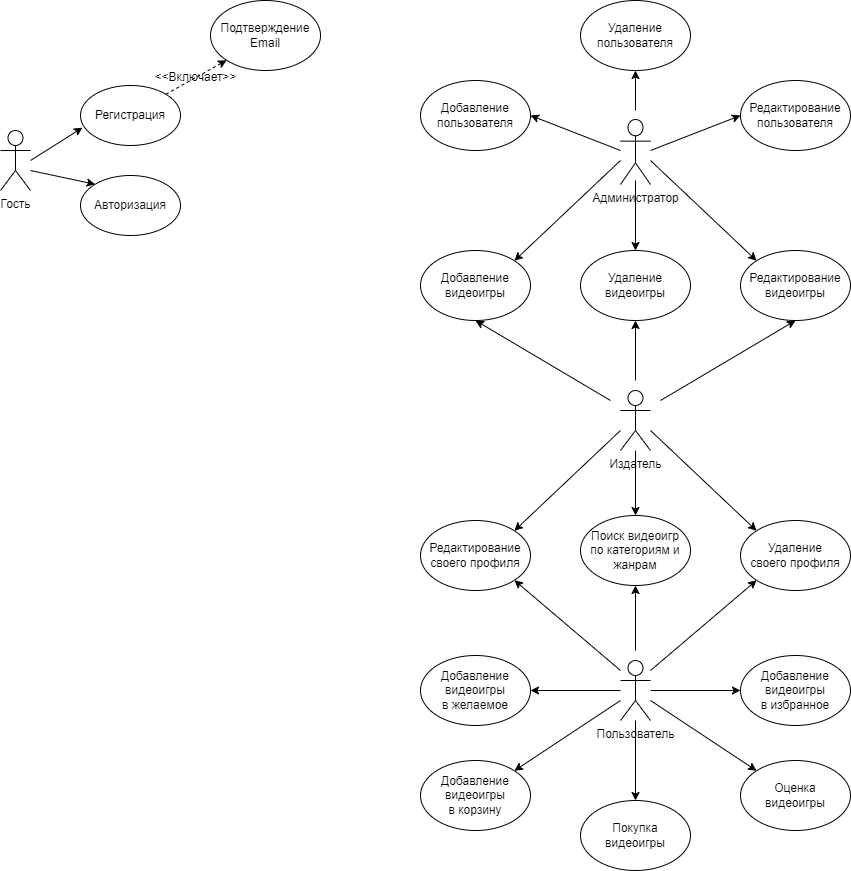 Подтверждение
Email
<<Включает>>
Регистрация
Гость
Авторизация
Удаление
пользователя
Добавление
пользователя
Редактирование
пользователя
Администратор
Добавление
видеоигры
Удаление
видеоигры
Редактирование
видеоигры
Издатель
Редактирование
своего профиля
Поиск видеоигр
по категориям и
жанрам
Удаление
своего профиля
Добавление
видеоигры
в желаемое
Добавление
видеоигры
в избранное
Пользователь
Добавление
видеоигры
в корзину
Покупка
видеоигры
Оценка
видеоигры